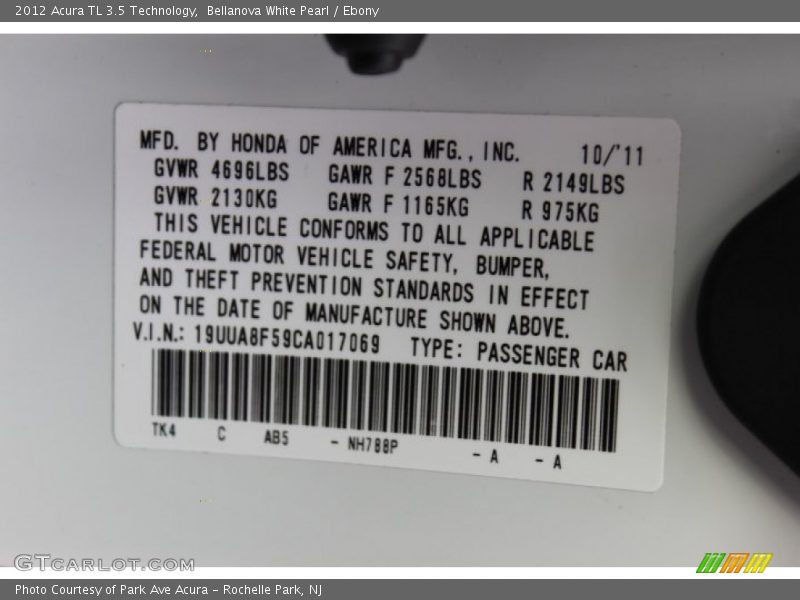 2012 Acura TL 3.5 Technology, Bellanova White Pearl / Ebony
MFD. BY HONDA OF AMERICA MFG., INC. 10/'11
GVWR 4696LBS GAWR F 2568LBS R 2149LBS
GVWR 2130KG GAWR F 1165KG R 975KG
THIS VEHICLE CONFORMS TO ALL APPLICABLE
FEDERAL MOTOR VEHICLE SAFETY, BUMPER,
AND THEFT PREVENTION STANDARDS IN EFFECT
ON THE DATE OF MANUFACTURE SHOWN ABOVE.
V.I.N.: 19UUA8F59CA017069 TYPE: PASSENGER CAR
TK4 C AB5 - NH788P - A - A
GTCARLOT.COM
Photo Courtesy of Park Ave Acura - Rochelle Park, NJ